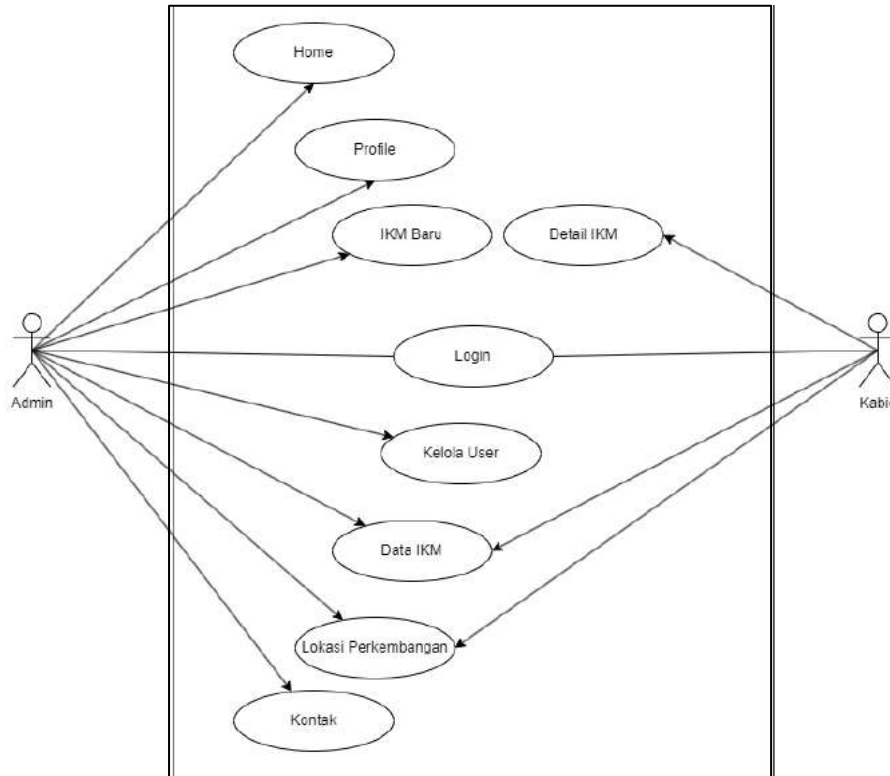 Home
Profile
IKM Baru
Detail IKM
Login
Admin
Kelola User
Data IKM
Lokasi Perkembangan
Kontak